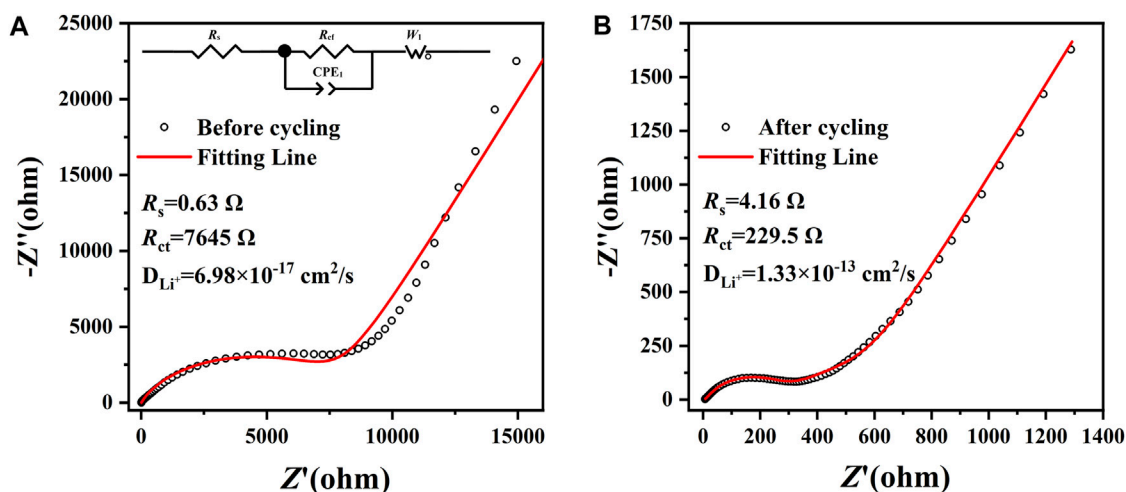 A
25000
20000
15000
10000
5000
0
-Z''(ohm)
0 5000 10000 15000
Z'(ohm)
Rs
Rct
W1
CPE1
Before cycling
Fitting Line
Rs=0.63 Ω
Rct=7645 Ω
DLi+=6.98×10-17 cm2/s
B
1750
1500
1250
1000
750
500
250
0
-Z''(ohm)
0 200 400 600 800 1000 1200 1400
Z'(ohm)
After cycling
Fitting Line
Rs=4.16 Ω
Rct=229.5 Ω
DLi+=1.33×10-13 cm2/s